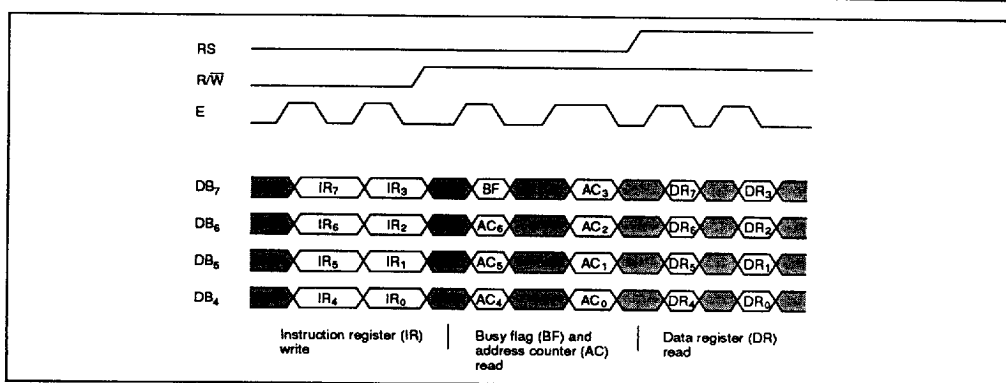 RS
R/W̅
E
DB₇ IR₇ IR₃ BF AC₃ DR₇ DR₃
DB₆ IR₆ IR₂ AC₆ AC₂ DR₆ DR₂
DB₅ IR₅ IR₁ AC₅ AC₁ DR₅ DR₁
DB₄ IR₄ IR₀ AC₄ AC₀ DR₄ DR₀
Instruction register (IR)
write
Busy flag (BF) and
address counter (AC)
read
Data register (DR)
read